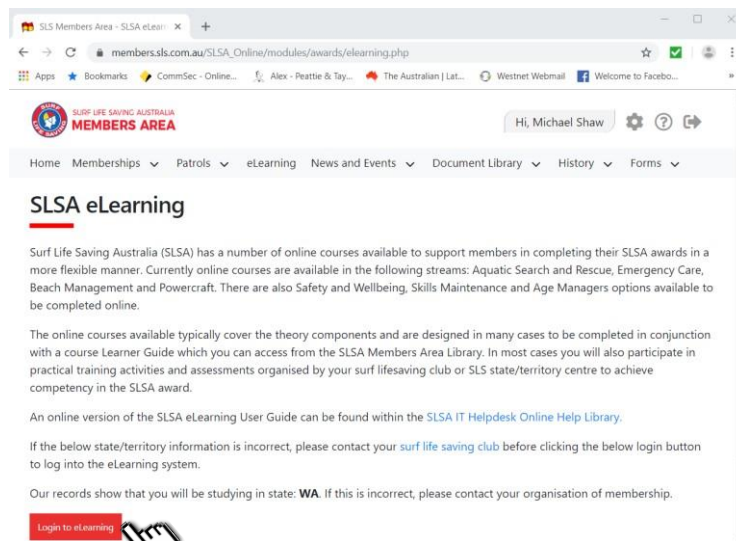 SLS Members Area - SLSA eLearn
members.sls.com.au/SLSA_Online/modules/awards/elearning.php
Apps Bookmarks CommSec - Online... Alex - Peattie & Tay... The Australian | Lat... Westnet Webmail Welcome to Facebo... »
SURF LIFE SAVING AUSTRALIA
MEMBERS AREA
Hi, Michael Shaw
Home Memberships Patrols eLearning News and Events Document Library History Forms
SLSA eLearning
Surf Life Saving Australia (SLSA) has a number of online courses available to support members in completing their SLSA awards in a
more flexible manner. Currently online courses are available in the following streams: Aquatic Search and Rescue, Emergency Care,
Beach Management and Powercraft. There are also Safety and Wellbeing, Skills Maintenance and Age Managers options available to
be completed online.
The online courses available typically cover the theory components and are designed in many cases to be completed in conjunction
with a course Learner Guide which you can access from the SLSA Members Area Library. In most cases you will also participate in
practical training activities and assessments organised by your surf lifesaving club or SLS state/territory centre to achieve
competency in the SLSA award.
An online version of the SLSA eLearning User Guide can be found within the SLSA IT Helpdesk Online Help Library.
If the below state/territory information is incorrect, please contact your surf life saving club before clicking the below login button
to log into the eLearning system.
Our records show that you will be studying in state: WA. If this is incorrect, please contact your organisation of membership.
Login to eLearning